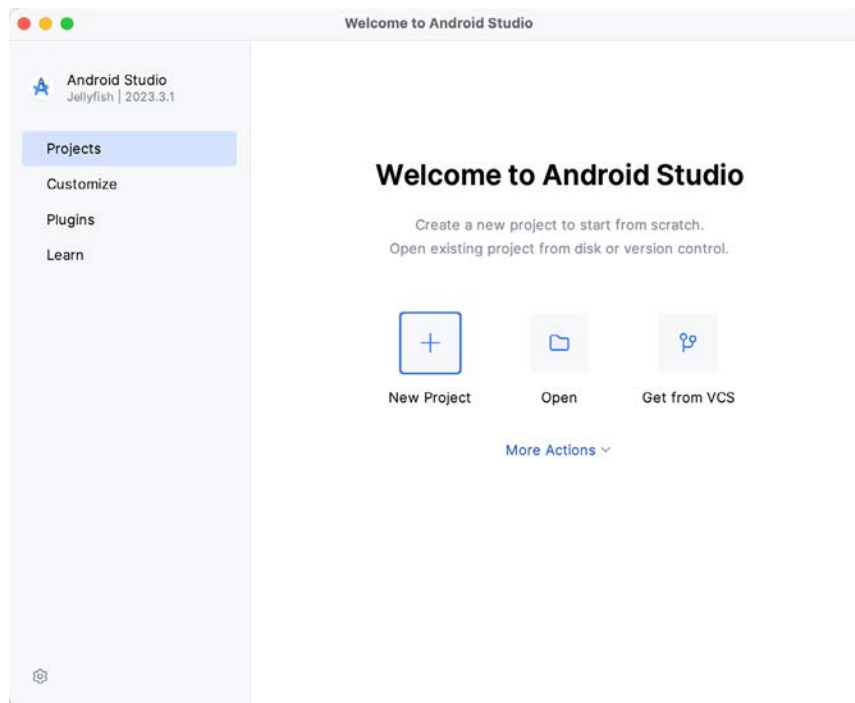 Welcome to Android Studio
Android Studio
Jellyfish | 2023.3.1
Projects
Customize
Plugins
Learn
Welcome to Android Studio
Create a new project to start from scratch.
Open existing project from disk or version control.
New Project
Open
Get from VCS
More Actions